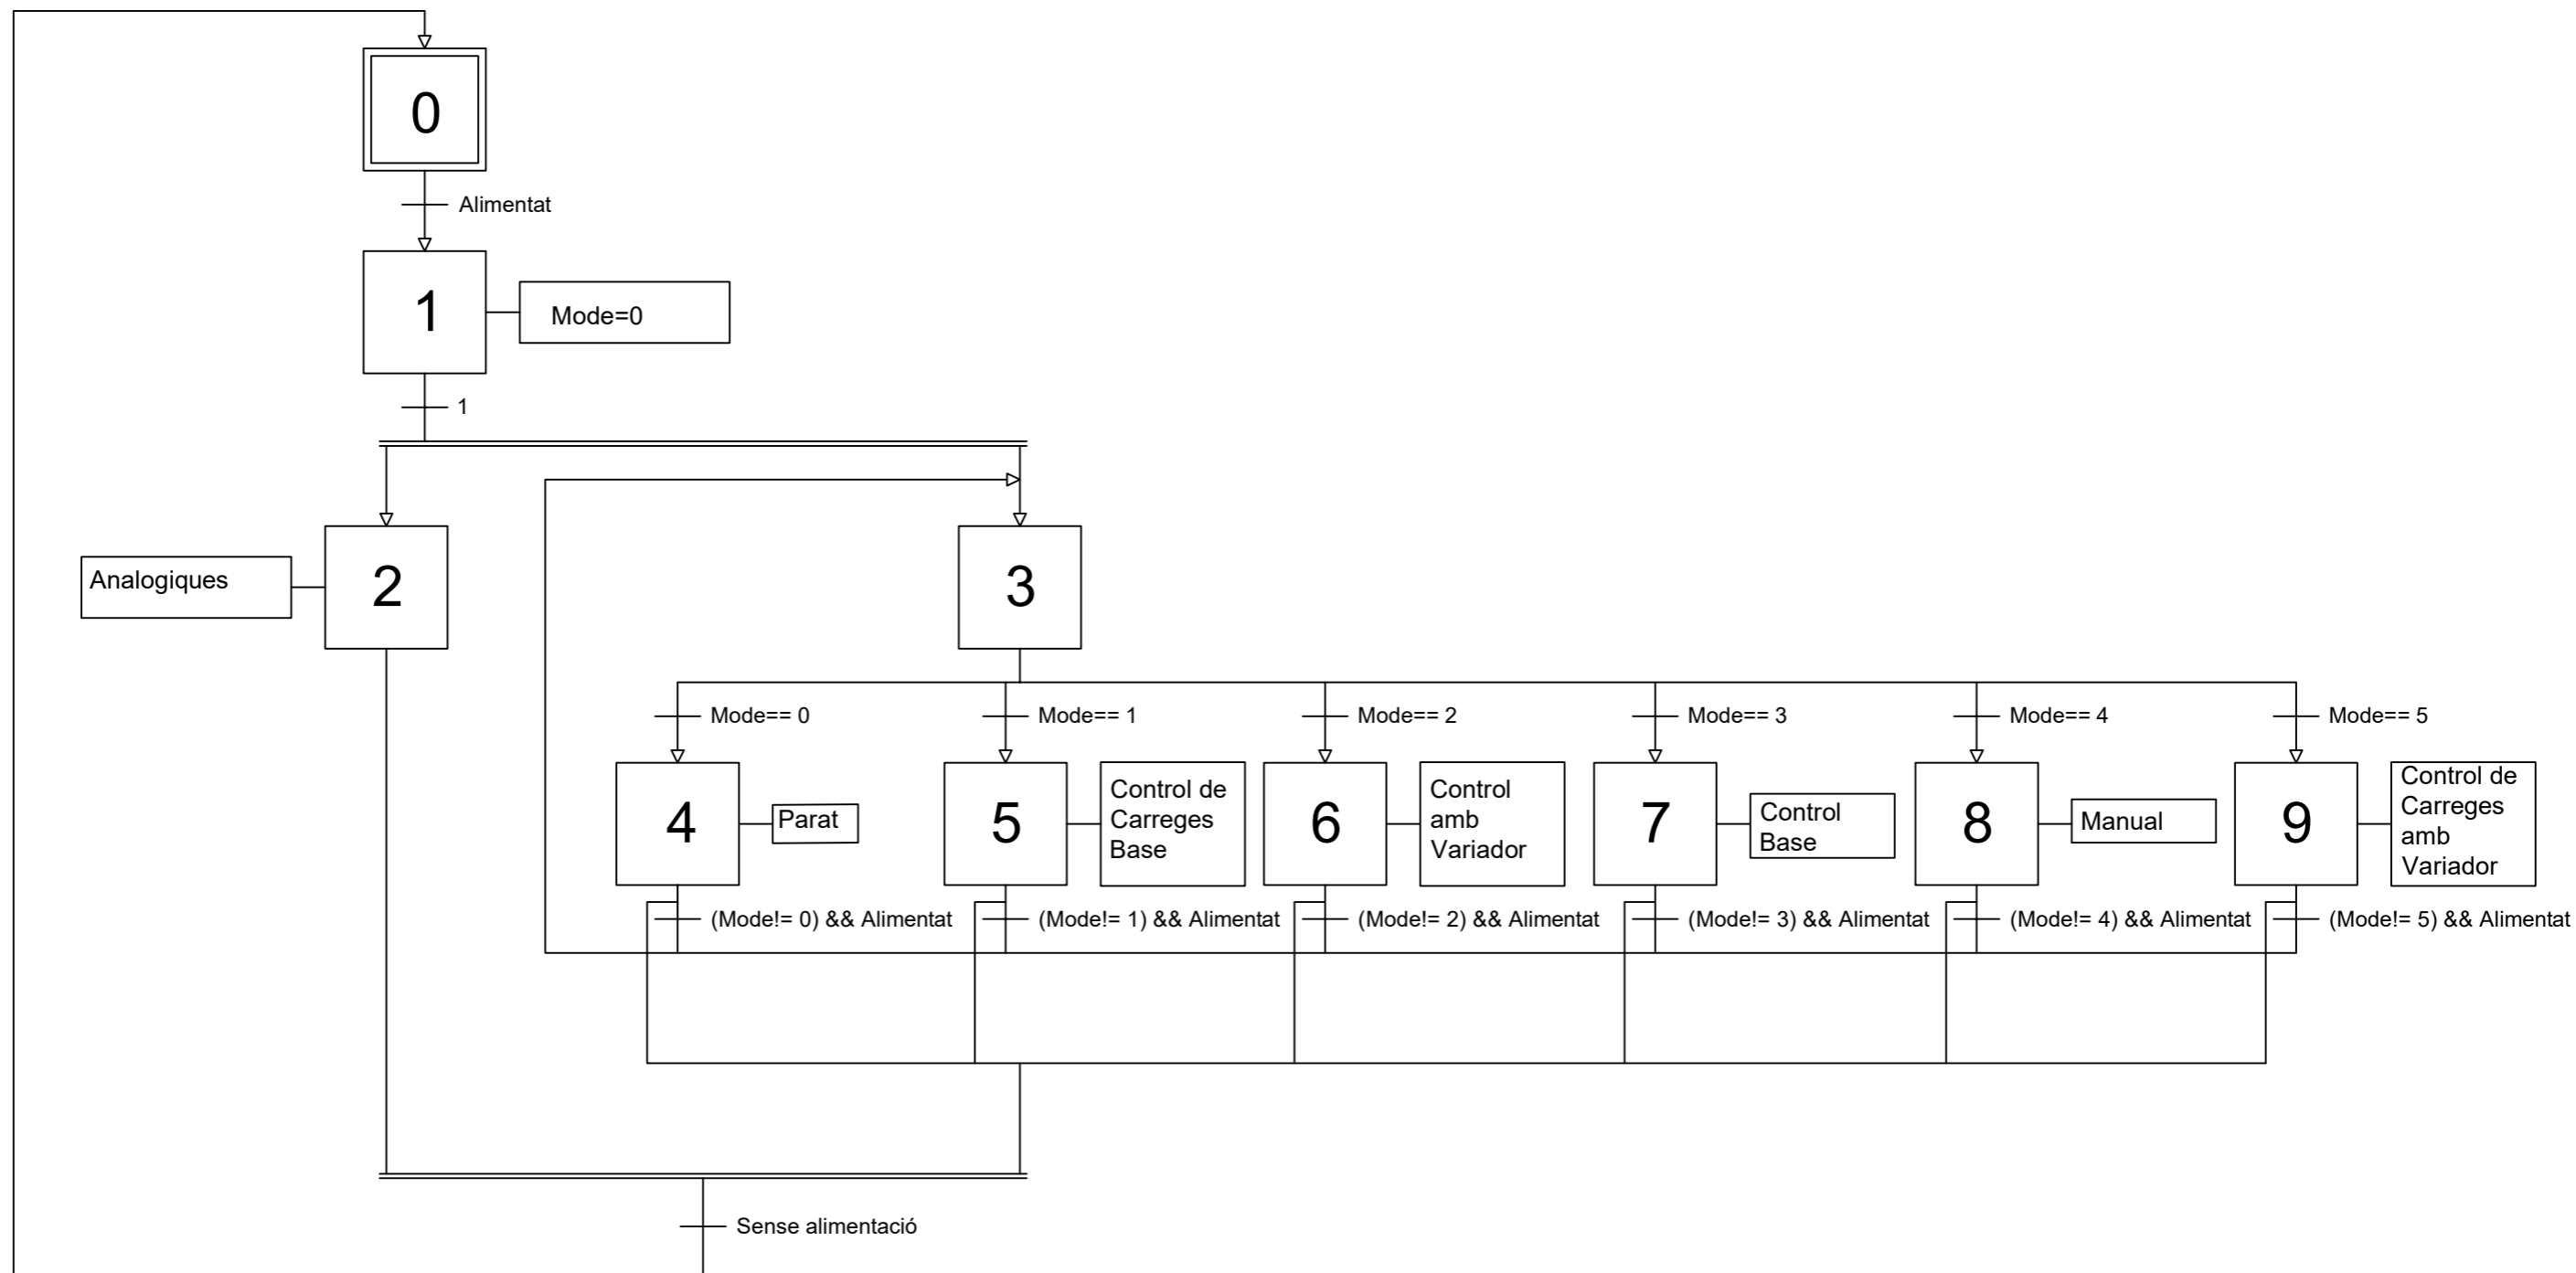 0
Alimentat
1
Mode=0
1
Analogiques
2
3
Mode== 0
Mode== 1
Mode== 2
Mode== 3
Mode== 4
Mode== 5
4
Parat
5
Control de
Carreges
Base
6
Control
amb
Variador
7
Control
Base
8
Manual
9
Control de
Carreges
amb
Variador
(Mode!= 0) && Alimentat
(Mode!= 1) && Alimentat
(Mode!= 2) && Alimentat
(Mode!= 3) && Alimentat
(Mode!= 4) && Alimentat
(Mode!= 5) && Alimentat
Sense alimentació